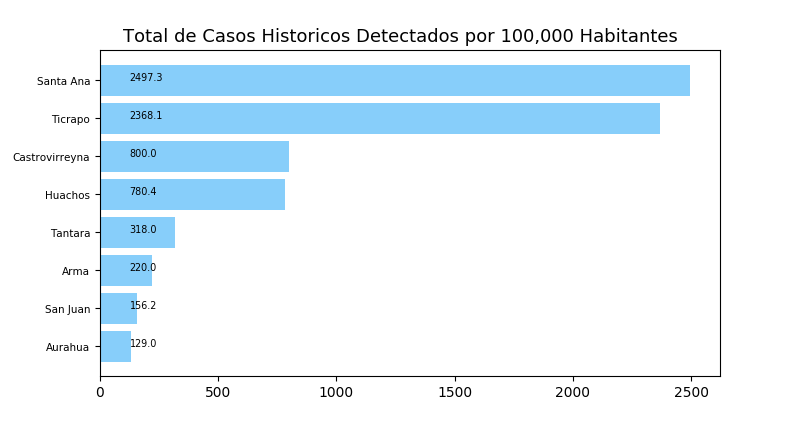 Total de Casos Historicos Detectados por 100,000 Habitantes
Santa Ana 2497.3
Ticrapo 2368.1
Castrovirreyna 800.0
Huachos 780.4
Tantara 318.0
Arma 220.0
San Juan 156.2
Aurahua 129.0
0 500 1000 1500 2000 2500